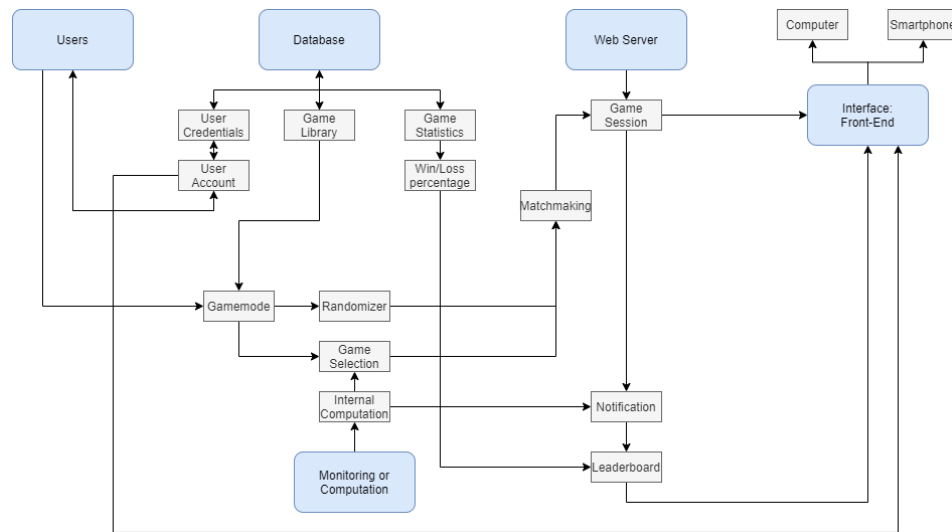 Users
Database
Web Server
Computer
Smartphone
User
Credentials
Game
Library
Game
Statistics
Game
Session
Interface:
Front-End
User
Account
Win/Loss
percentage
Matchmaking
Gamemode
Randomizer
Game
Selection
Internal
Computation
Notification
Monitoring or
Computation
Leaderboard